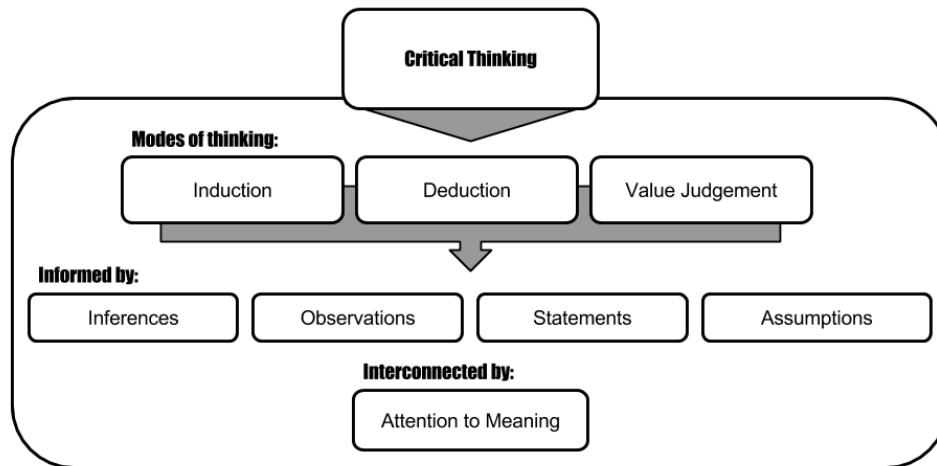 Critical Thinking
Modes of thinking:
Induction
Deduction
Value Judgement
Informed by:
Inferences
Observations
Statements
Assumptions
Interconnected by:
Attention to Meaning